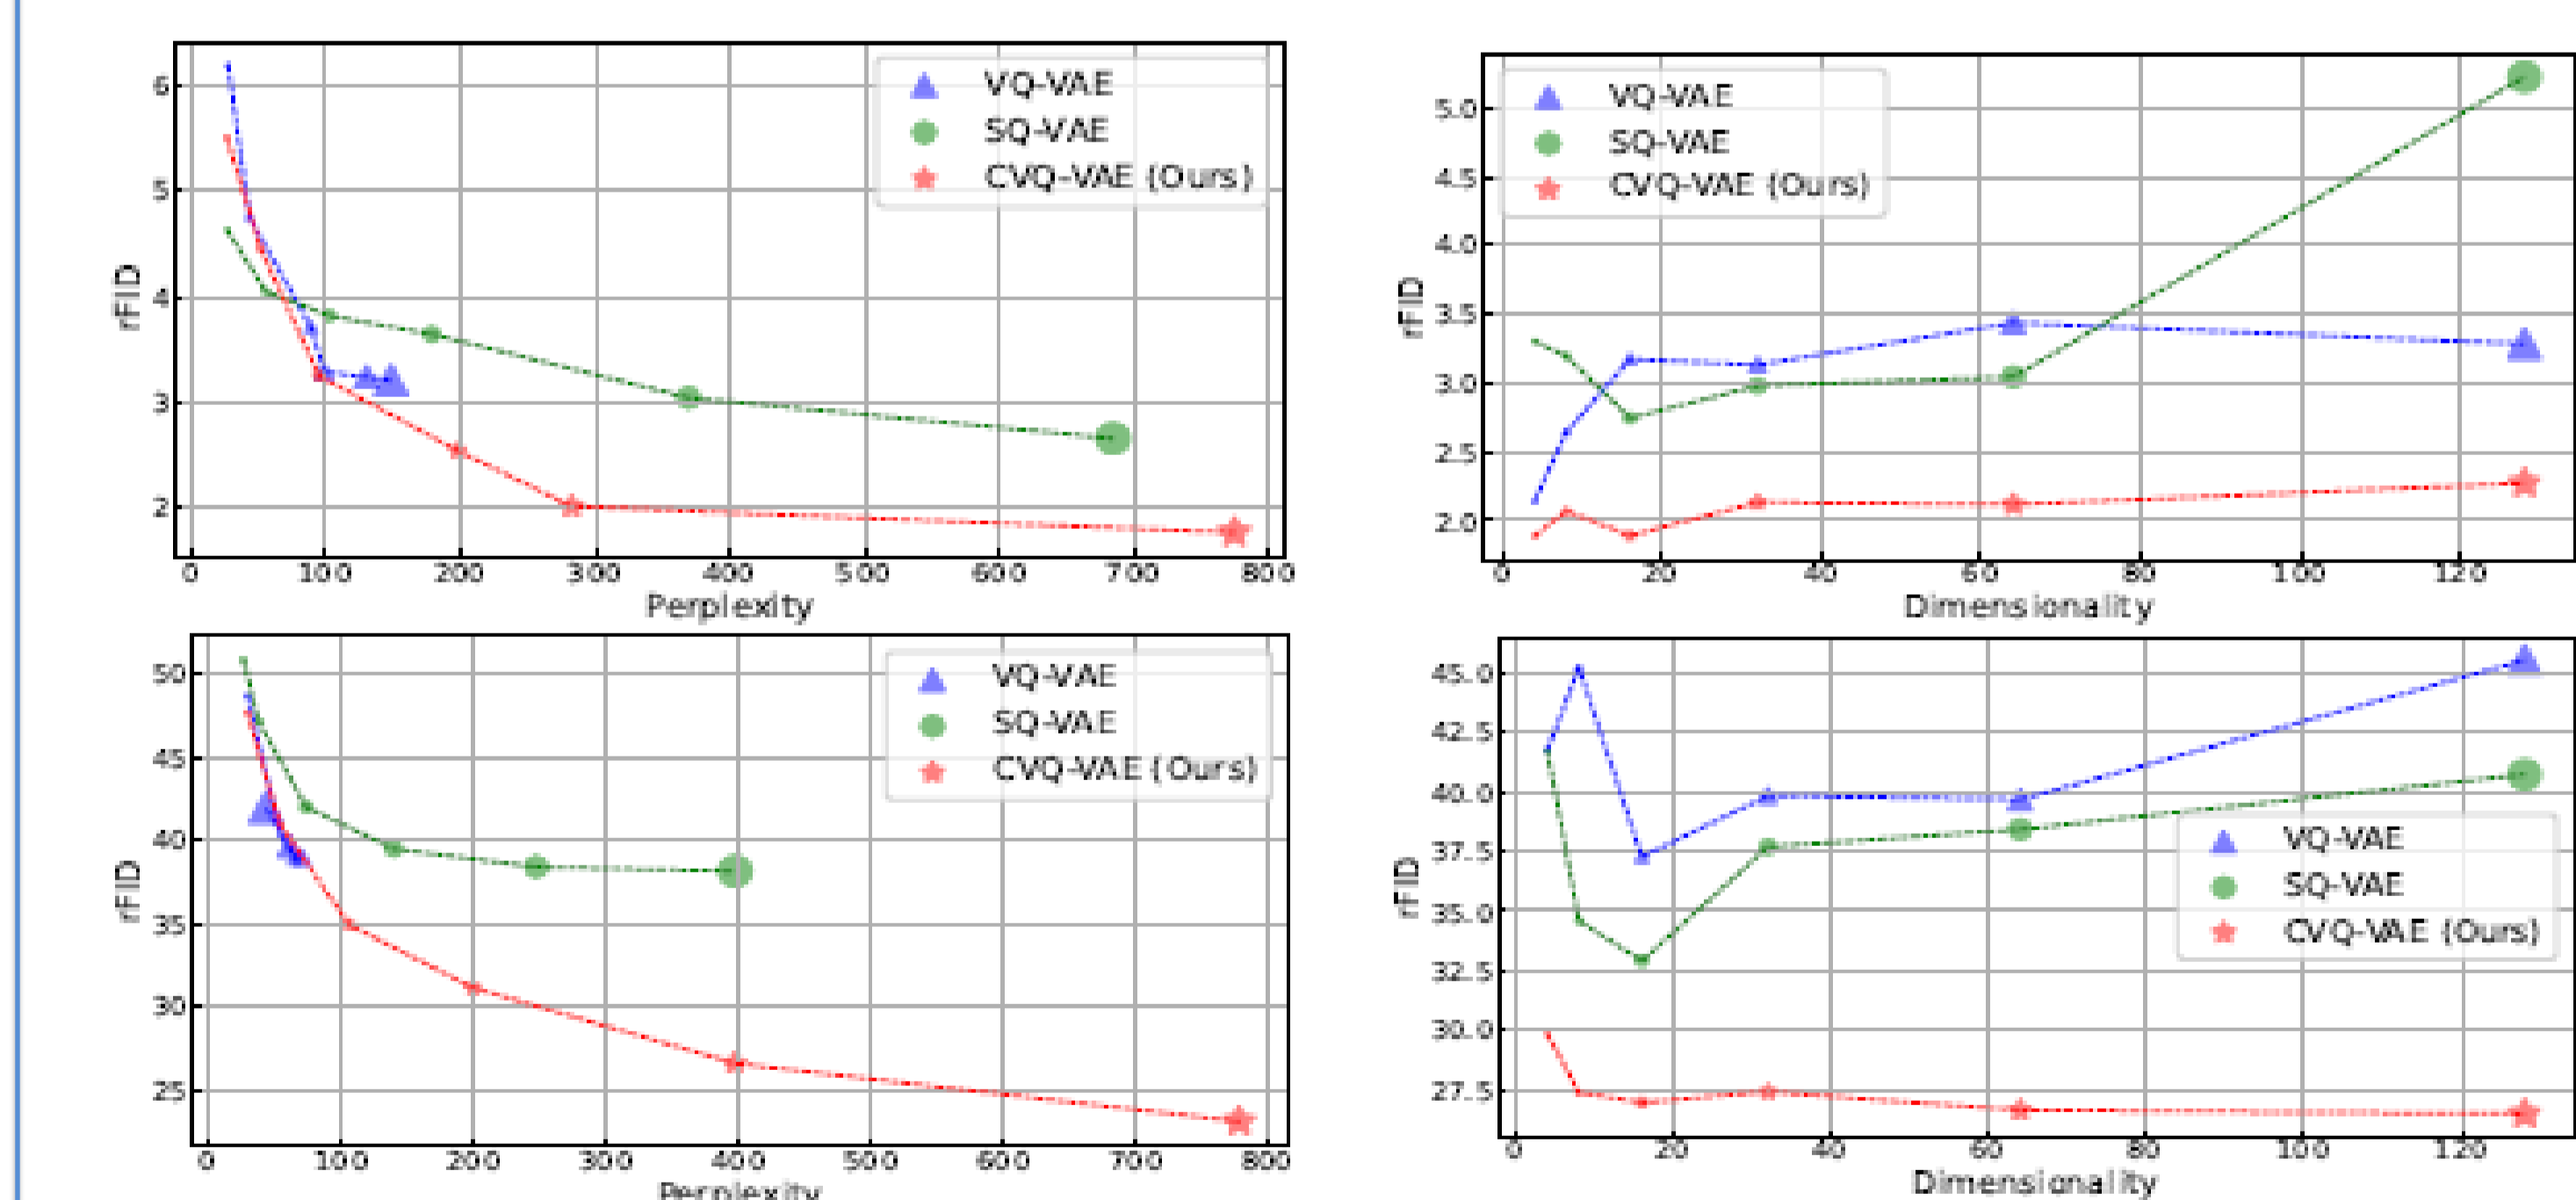 6
5
4
3
2
rFID
VQ-VAE
SQ-VAE
CVQ-VAE (Ours)
0 100 200 300 400 500 600 700 800
Perplexity
5.0
4.5
4.0
3.5
3.0
2.5
2.0
rFID
VQ-VAE
SQ-VAE
CVQ-VAE (Ours)
0 20 40 60 80 100 120
Dimensionality
50
45
40
35
30
25
rFID
VQ-VAE
SQ-VAE
CVQ-VAE (Ours)
0 100 200 300 400 500 600 700 800
Perplexity
45.0
42.5
40.0
37.5
35.0
32.5
30.0
27.5
rFID
VQ-VAE
SQ-VAE
CVQ-VAE (Ours)
0 20 40 60 80 100 120
Dimensionality